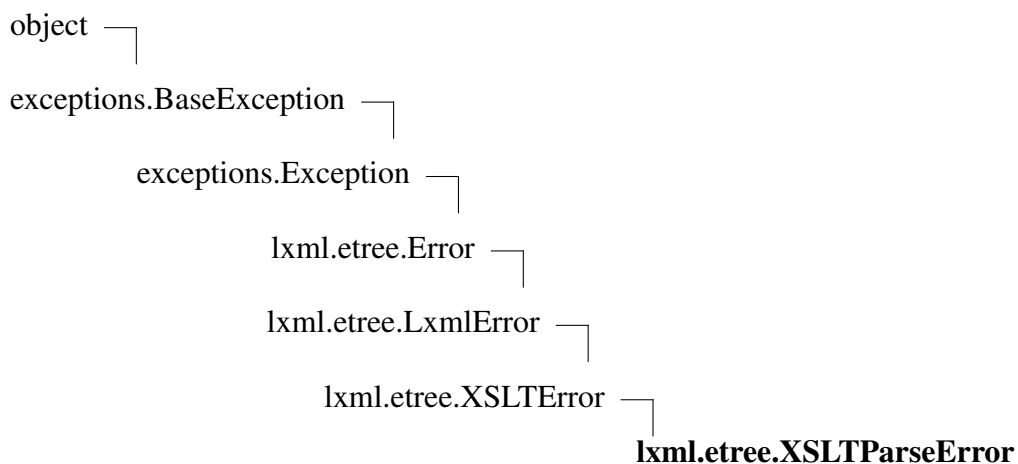 object
exceptions.BaseException
exceptions.Exception
lxml.etree.Error
lxml.etree.LxmlError
lxml.etree.XSLTError
lxml.etree.XSLTParseError